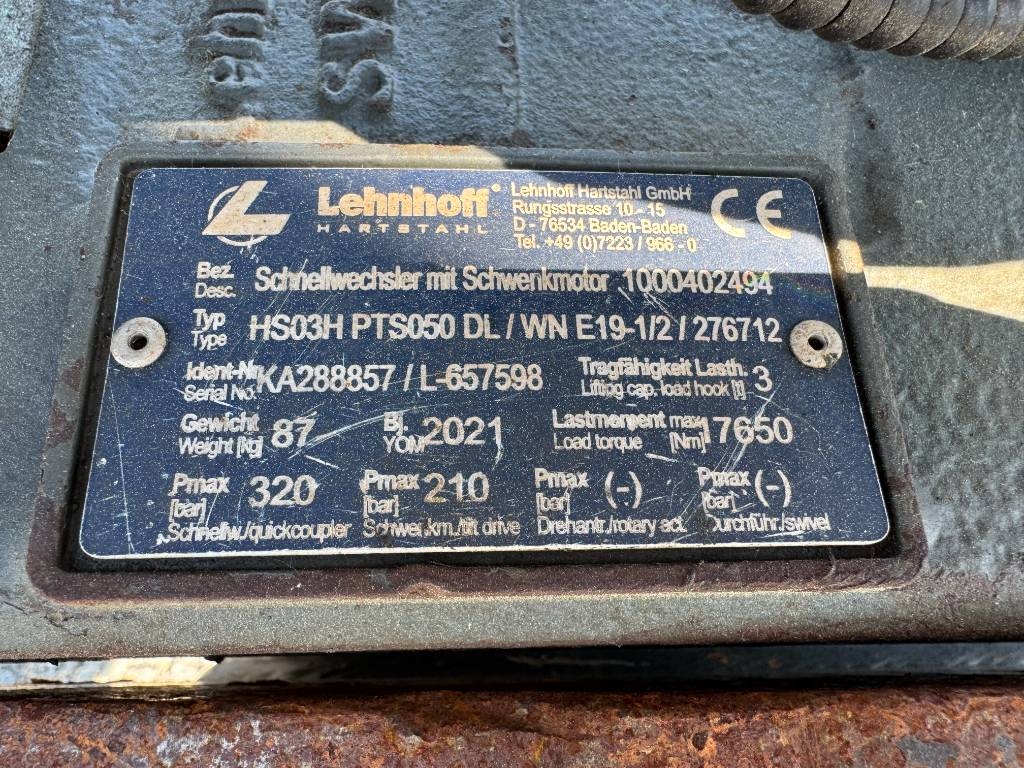 Lehnhoff®
HARTSTAHL
Lehnhoff Hartstahl GmbH
Rungsstrasse 10 - 15
D - 76534 Baden-Baden
Tel. +49 (0)7223 / 966 - 0
CE
Bez. Schnellwechsler mit Schwenkmotor 1000402494
Desc.
Typ HS03H PTS050 DL / WN E19-1/2 / 276712
Type
Ident-Nr. KA288857 / L-657598 Tragfähigkeit Lasth. 3
Serial No. Lifting cap. load hook [t]
Gewicht 87 Bj. 2021 Lastmoment max 17650
Weight [kg] YOM Load torque [Nm]
Pmax 320 Pmax 210 Pmax (-) Pmax (-)
[bar] [bar] [bar] [bar]
Schnellw./quickcoupler Schwenkm./tilt drive Drehantr./rotary act. Durchführ./swivel